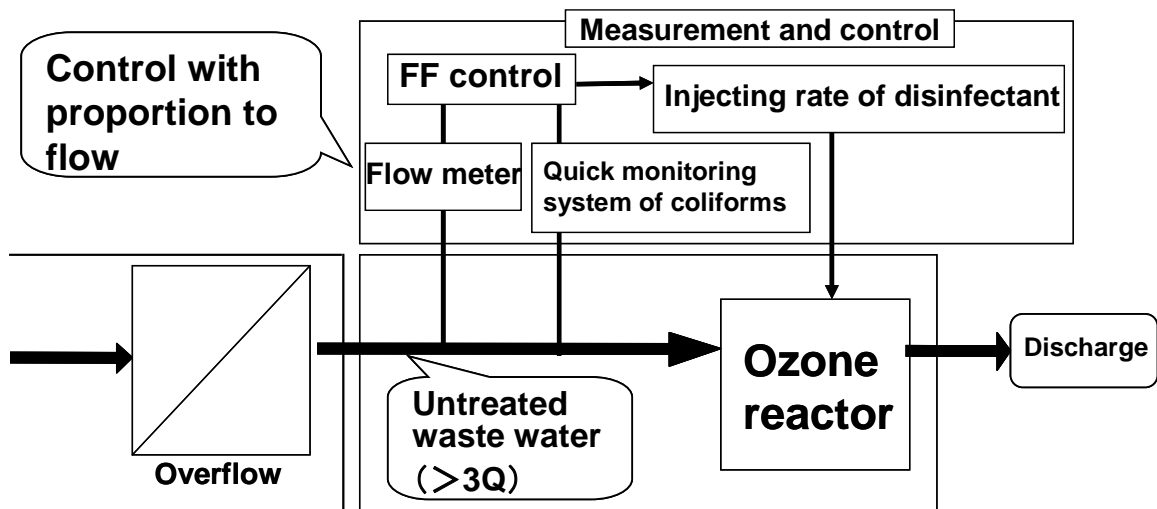 Measurement and control
Control with
proportion to
flow
FF control
Injecting rate of disinfectant
Flow meter
Quick monitoring
system of coliforms
Overflow
Untreated
waste water
（＞3Q）
Ozone
reactor
Discharge